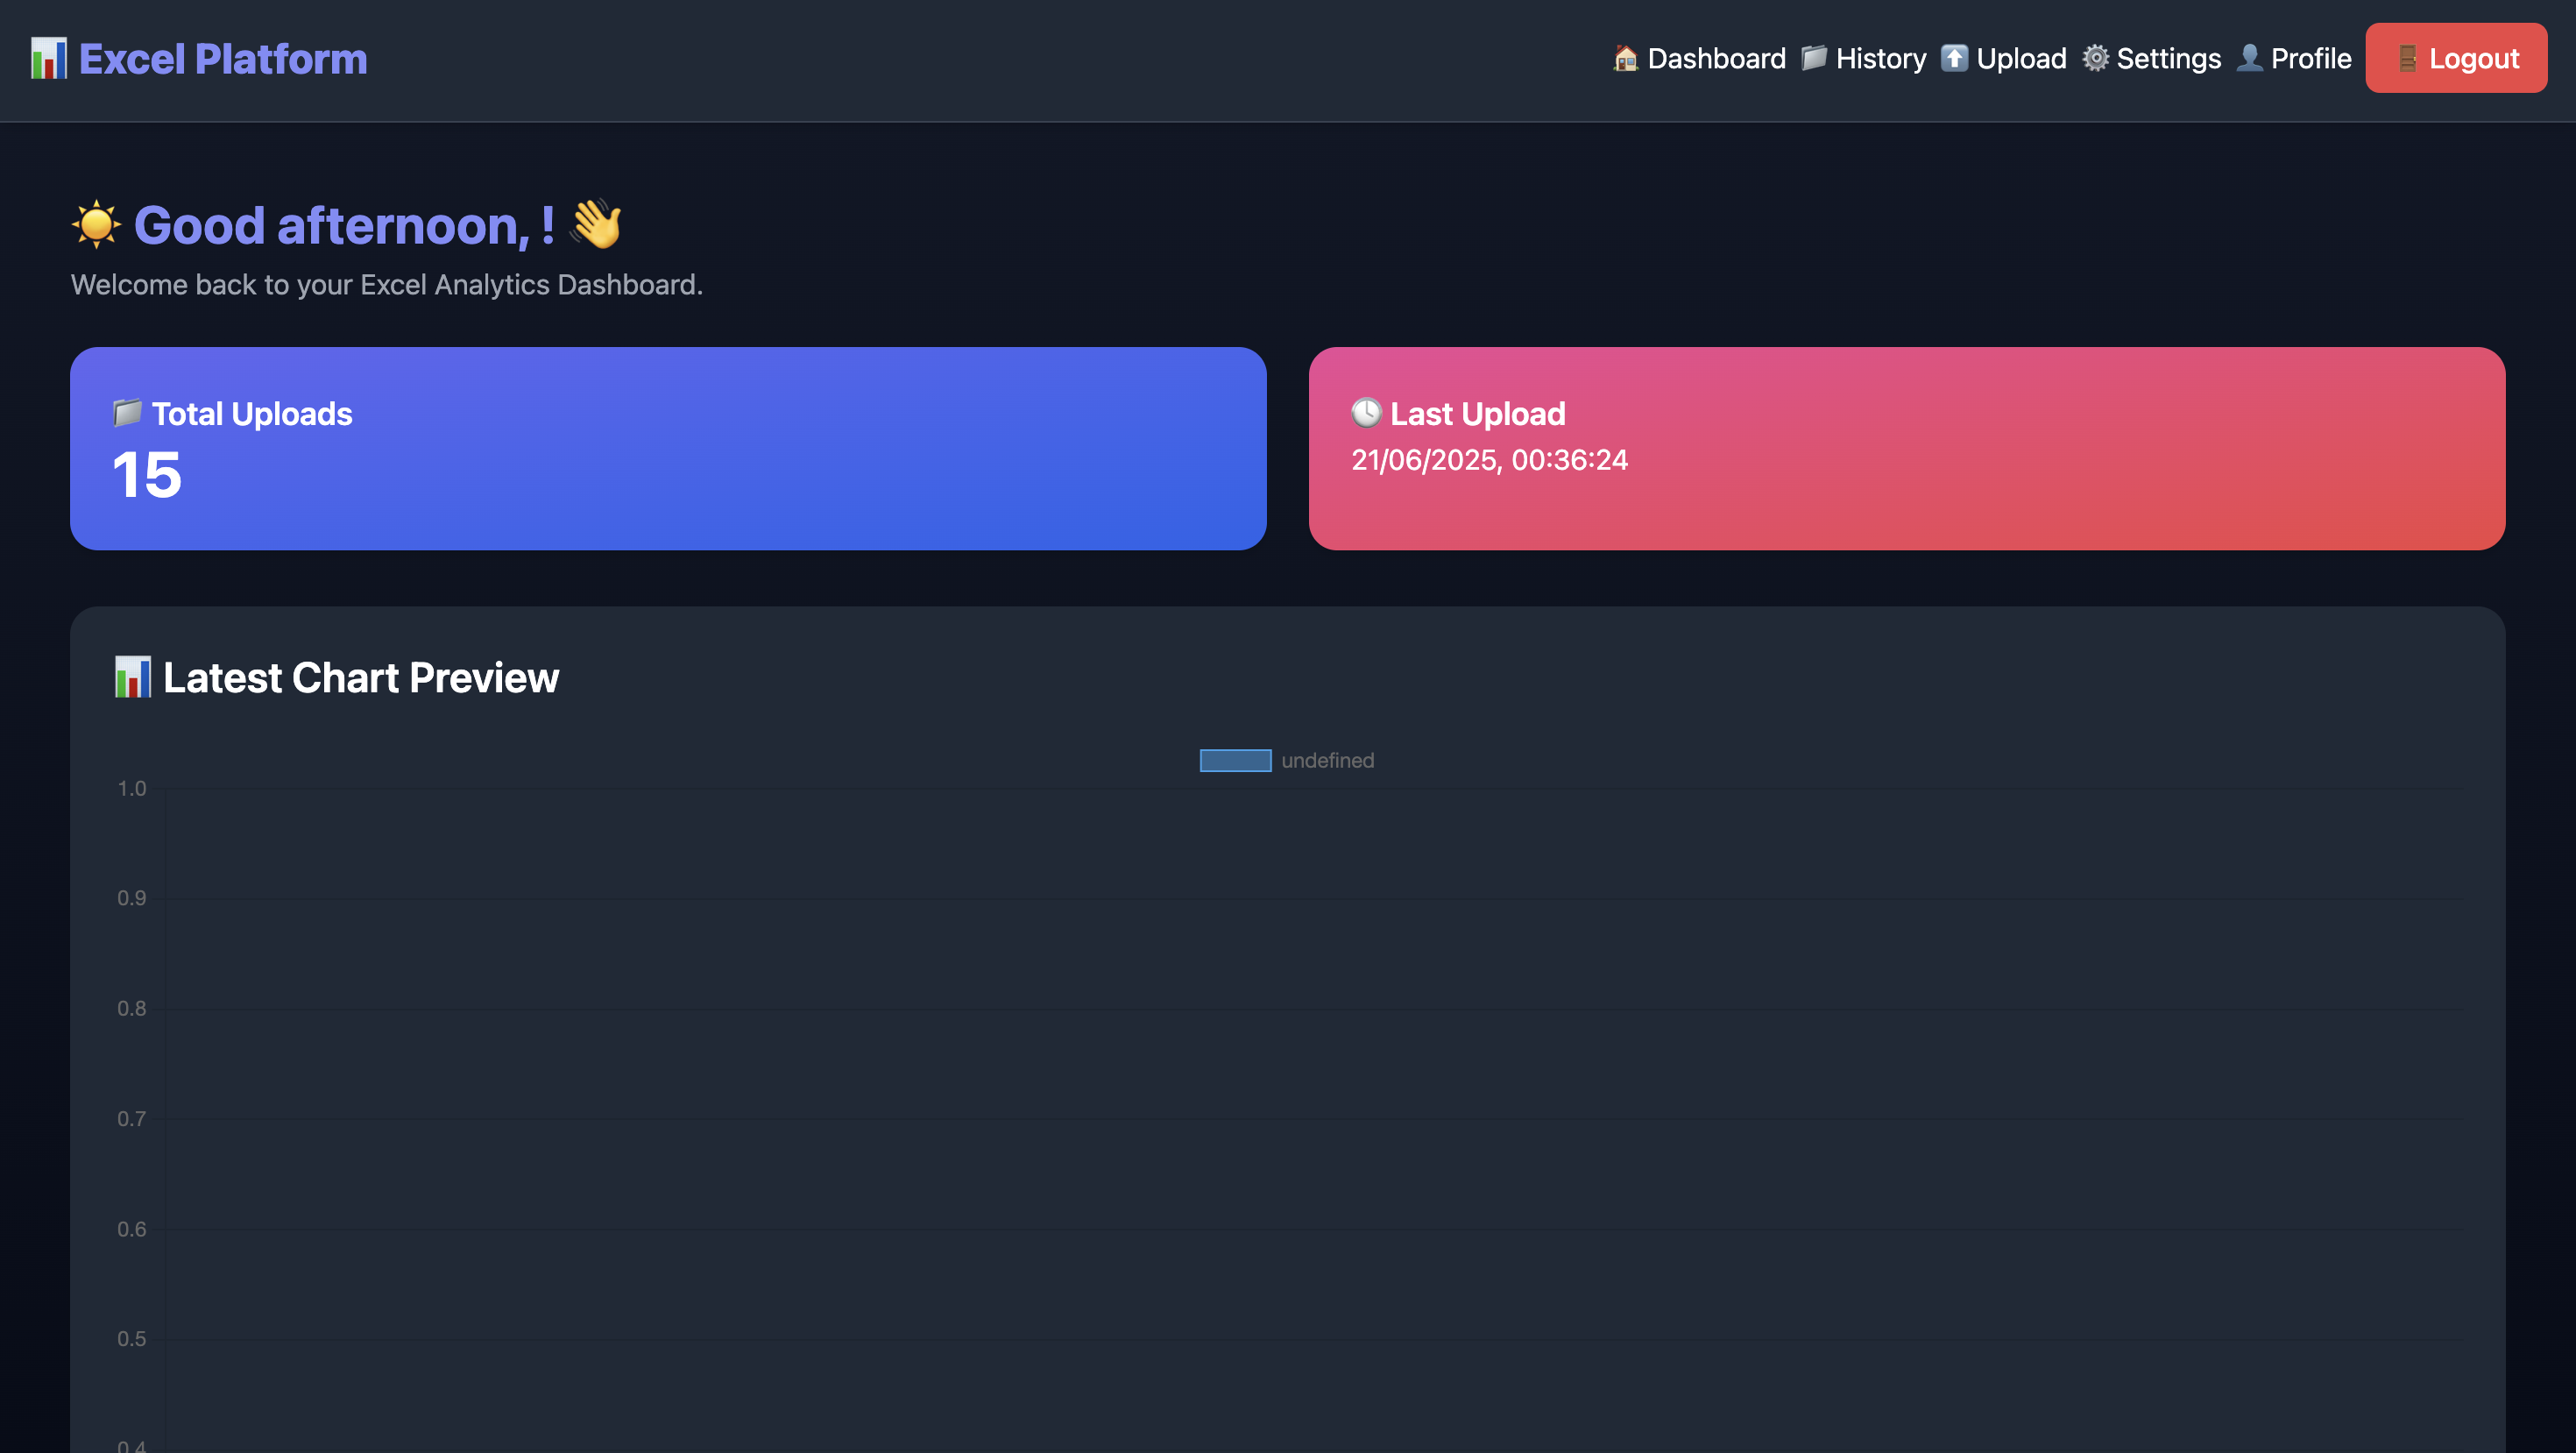 📊 Excel Platform
🏠 Dashboard 📁 History ⬆️ Upload ⚙️ Settings 👤 Profile 🚪 Logout
☀️ Good afternoon, ! 👋
Welcome back to your Excel Analytics Dashboard.
📁 Total Uploads
15
🕓 Last Upload
21/06/2025, 00:36:24
📊 Latest Chart Preview
undefined
1.0
0.9
0.8
0.7
0.6
0.5
0.4